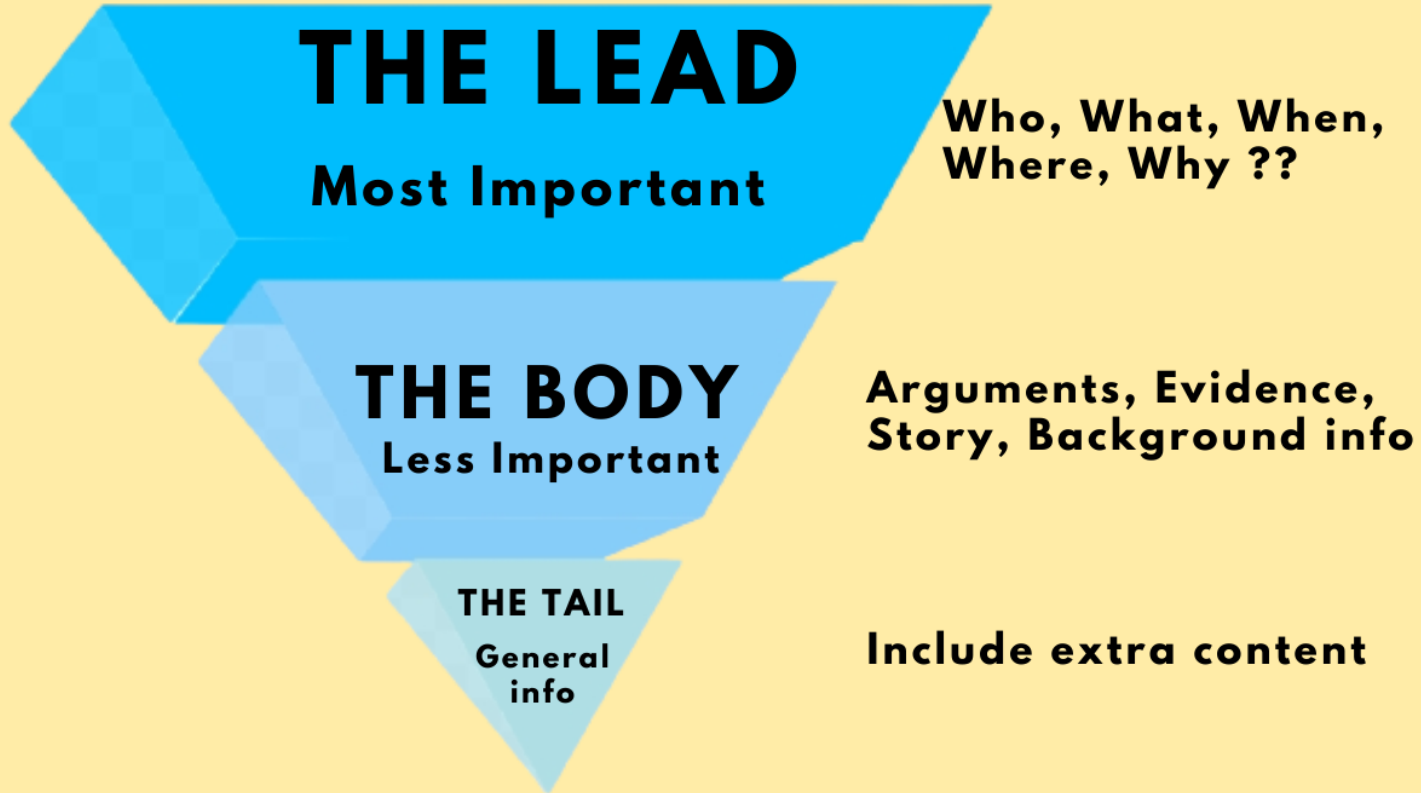 THE LEAD
Most Important
Who, What, When,
Where, Why ??
THE BODY
Less Important
Arguments, Evidence,
Story, Background info
THE TAIL
General
info
Include extra content